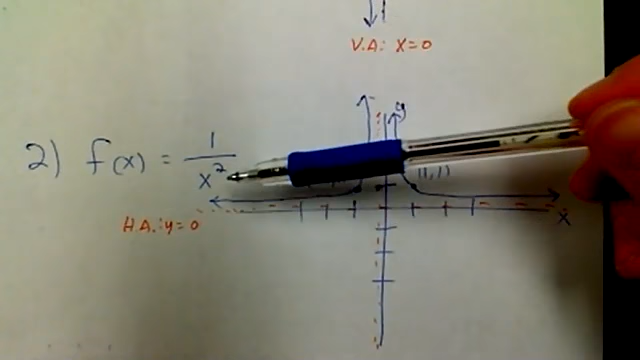 V.A: X=0
2) f(x) = 1/x²
y
(1,1)
x
H.A.: y=0